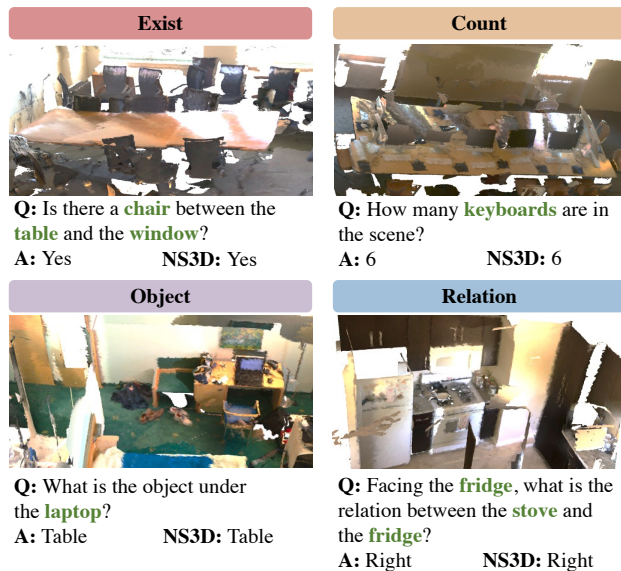 Exist
Q: Is there a chair between the
table and the window?
A: Yes NS3D: Yes
Count
Q: How many keyboards are in
the scene?
A: 6 NS3D: 6
Object
Q: What is the object under
the laptop?
A: Table NS3D: Table
Relation
Q: Facing the fridge, what is the
relation between the stove and
the fridge?
A: Right NS3D: Right